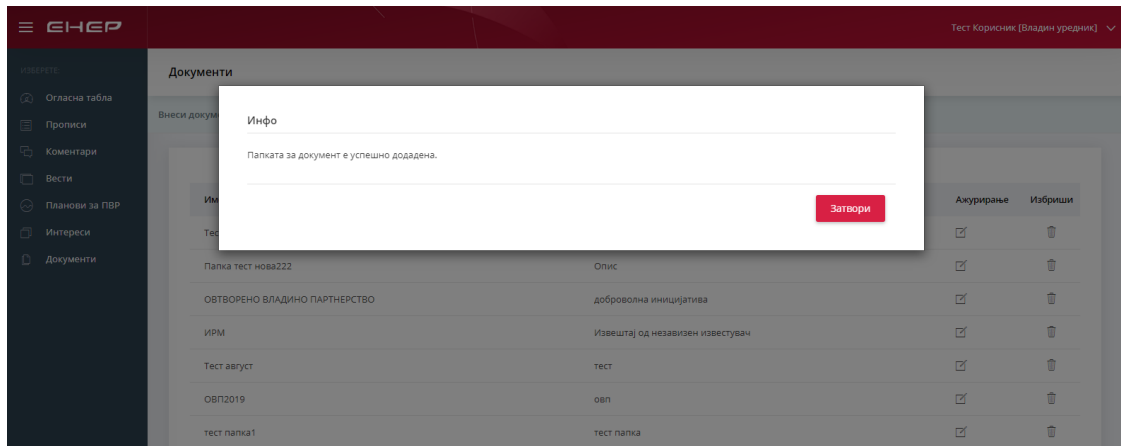 ЕНЕР
Тест Корисник [Владин уредник]
ИЗБЕРЕТЕ:
Огласна табла
Прописи
Коментари
Вести
Планови за ПВР
Интереси
Документи
Документи
Внеси докум
Инфо
Папката за документ е успешно додадена.
Затвори
Им
Ажурирање
Избриши
Тес
Папка тест нова222
Опис
ОВТВОРЕНО ВЛАДИНО ПАРТНЕРСТВО
доброволна иницијатива
ИРМ
Извештај од независен известувач
Тест август
тест
ОВП2019
овп
тест папка1
тест папка